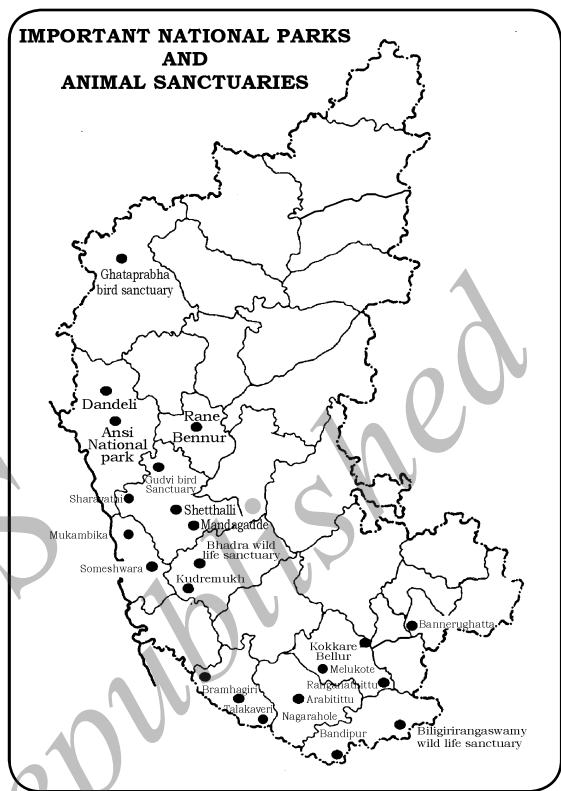 IMPORTANT NATIONAL PARKS
AND
ANIMAL SANCTUARIES
Ghataprabha
bird sanctuary
Dandeli
Ansi
National
park
Rane
Bennur
Gudvi bird
Sanctuary
Sharavathi
Shetthalli
Mandagadde
Mukambika
Bhadra wild
life sanctuary
Someshwara
Kudremukh
Bannerughatta
Kokkare
Bellur
Melukote
Ranganathittu
Bramhagiri
Arabitittu
Talakaveri
Nagarahole
Bandipur
Biligirirangaswamy
wild life sanctuary
republished